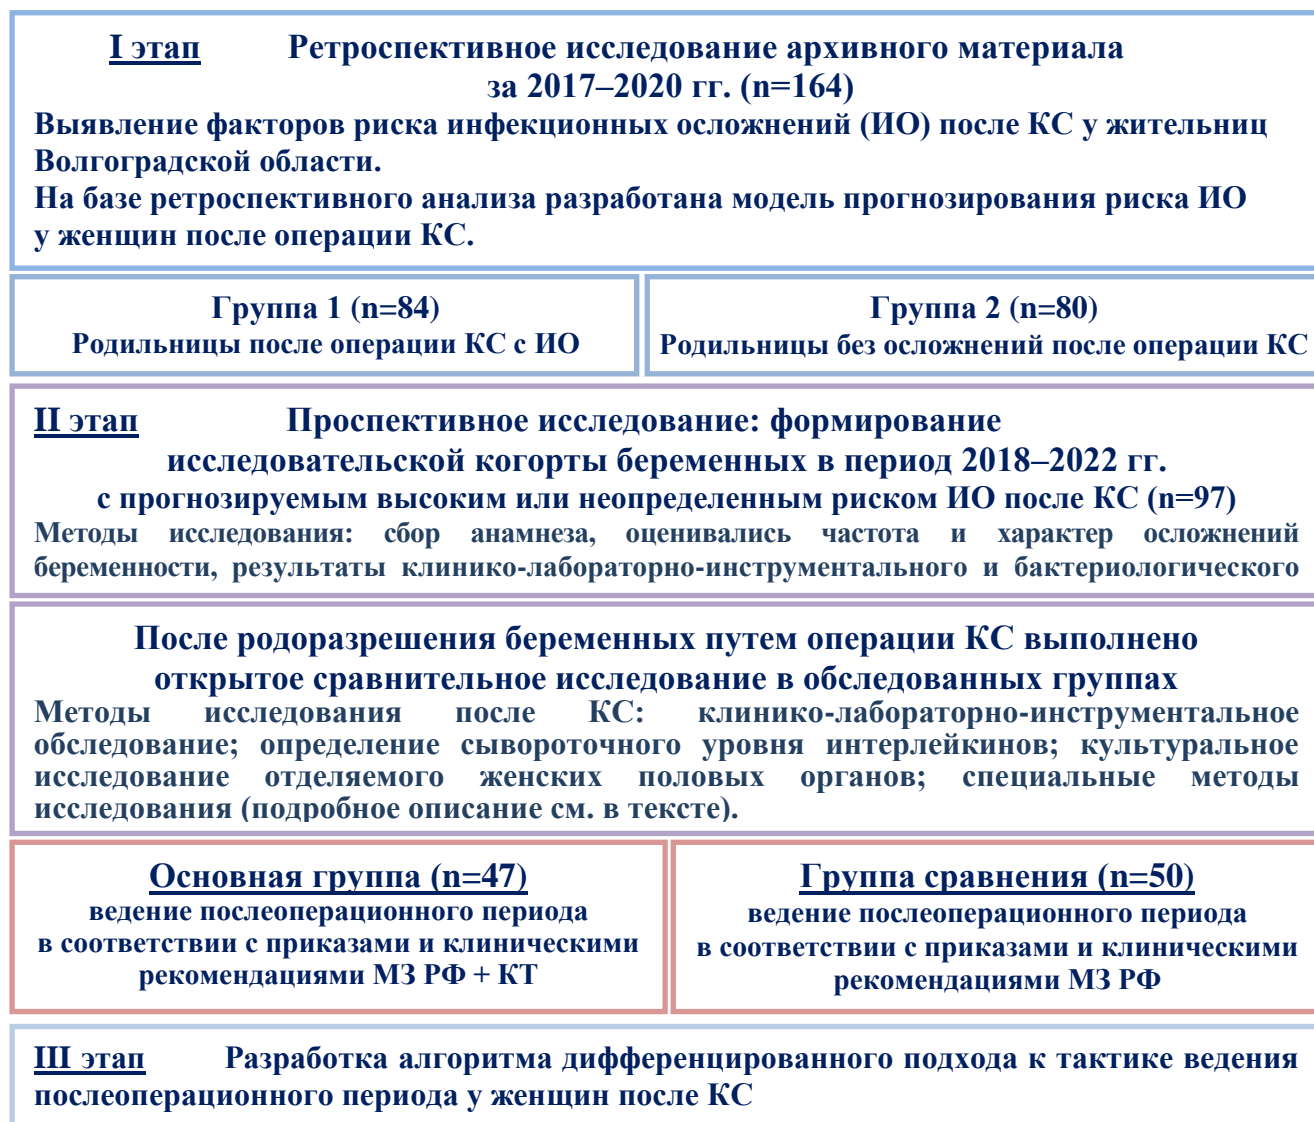 I этап Ретроспективное исследование архивного материала
за 2017–2020 гг. (n=164)
Выявление факторов риска инфекционных осложнений (ИО) после КС у жительниц
Волгоградской области.
На базе ретроспективного анализа разработана модель прогнозирования риска ИО
у женщин после операции КС.
Группа 1 (n=84)
Родильницы после операции КС с ИО
Группа 2 (n=80)
Родильницы без осложнений после операции КС
II этап Проспективное исследование: формирование
исследовательской когорты беременных в период 2018–2022 гг.
с прогнозируемым высоким или неопределенным риском ИО после КС (n=97)
Методы исследования: сбор анамнеза, оценивались частота и характер осложнений
беременности, результаты клинико-лабораторно-инструментального и бактериологического
После родоразрешения беременных путем операции КС выполнено
открытое сравнительное исследование в обследованных группах
Методы исследования после КС: клинико-лабораторно-инструментальное
обследование; определение сывороточного уровня интерлейкинов; культуральное
исследование отделяемого женских половых органов; специальные методы
исследования (подробное описание см. в тексте).
Основная группа (n=47)
ведение послеоперационного периода
в соответствии с приказами и клиническими
рекомендациями МЗ РФ + КТ
Группа сравнения (n=50)
ведение послеоперационного периода
в соответствии с приказами и клиническими
рекомендациями МЗ РФ
III этап Разработка алгоритма дифференцированного подхода к тактике ведения
послеоперационного периода у женщин после КС